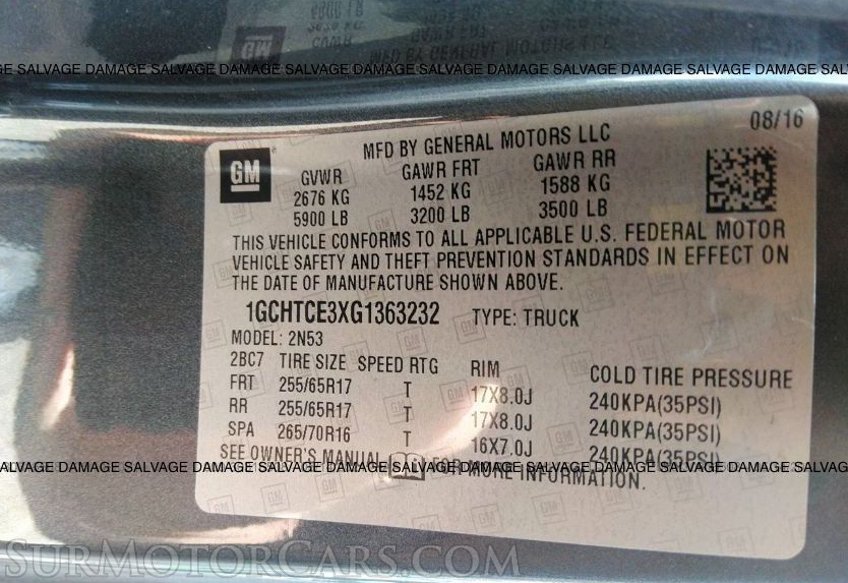 GE SALVAGE DAMAGE SALVAGE DAMAGE SALVAGE DAMAGE SALVAGE DAMAGE SALVAGE DAMAGE SAL
08/16
GM
MFD BY GENERAL MOTORS LLC
GVWR GAWR FRT GAWR RR
2676 KG 1452 KG 1588 KG
5900 LB 3200 LB 3500 LB
THIS VEHICLE CONFORMS TO ALL APPLICABLE U.S. FEDERAL MOTOR
VEHICLE SAFETY AND THEFT PREVENTION STANDARDS IN EFFECT ON
THE DATE OF MANUFACTURE SHOWN ABOVE.
1GCHTCE3XG1363232 TYPE: TRUCK
MODEL: 2N53
2BC7 TIRE SIZE SPEED RTG RIM COLD TIRE PRESSURE
FRT 255/65R17 T 17X8.0J 240KPA(35PSI)
RR 255/65R17 T 17X8.0J 240KPA(35PSI)
SPA 265/70R16 T 16X7.0J 240KPA(35PSI)
SEE OWNER'S MANUAL FOR MORE INFORMATION.
ALVAGE DAMAGE SALVAGE DAMAGE SALVAGE DAMAGE SALVAGE DAMAGE SALVAGE DAMAGE SALVAG
SURMOTORCARS.COM